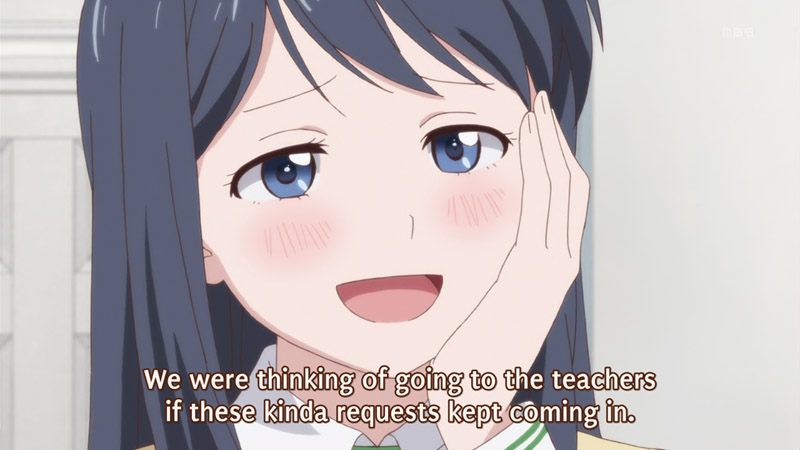 We were thinking of going to the teachers
if these kinda requests kept coming in.